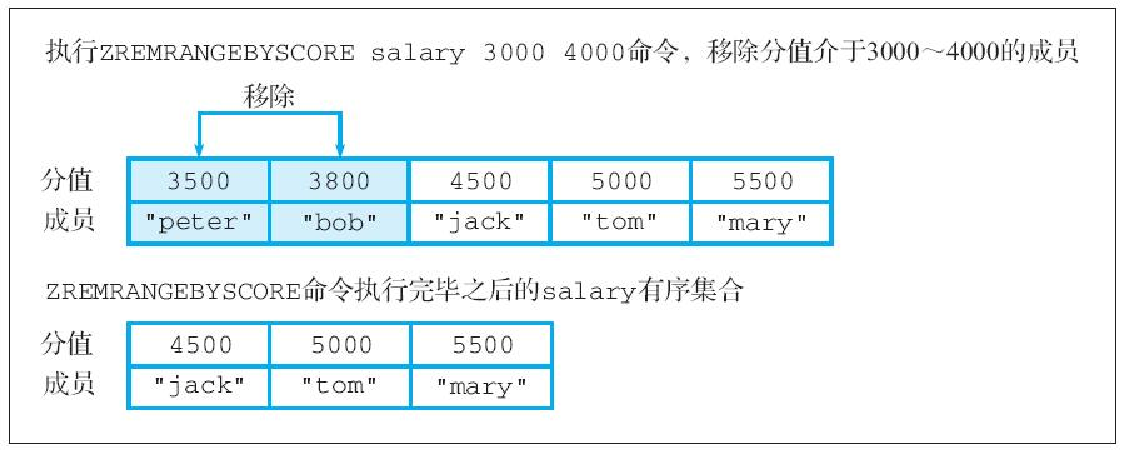 执行ZREMRANGEBYSCORE salary 3000 4000命令，移除分值介于3000～4000的成员
移除
分值 3500 3800 4500 5000 5500
成员 "peter" "bob" "jack" "tom" "mary"
ZREMRANGEBYSCORE命令执行完毕之后的salary有序集合
分值 4500 5000 5500
成员 "jack" "tom" "mary"